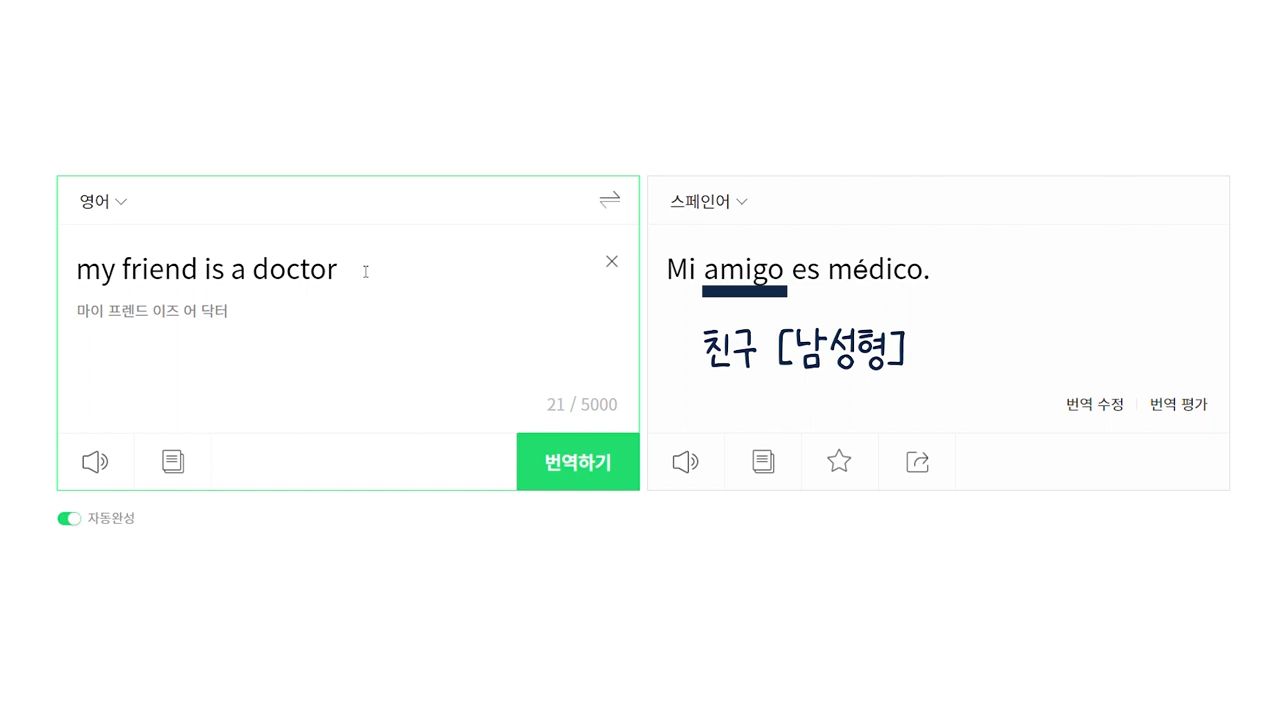 영어
my friend is a doctor
마이 프렌드 이즈 어 닥터
21 / 5000
번역하기
자동완성
스페인어
Mi amigo es médico.
친구 [남성형]
번역 수정
번역 평가